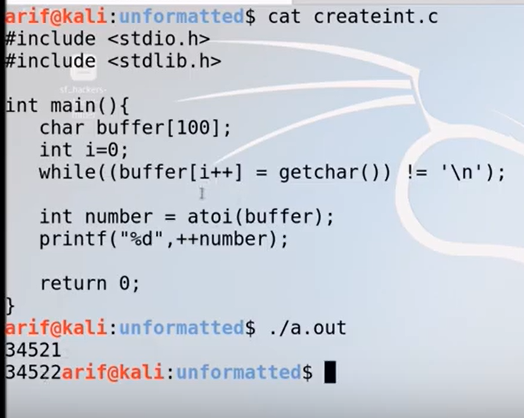 arif@kali:unformatted$ cat createint.c
#include <stdio.h>
#include <stdlib.h>
int main(){
char buffer[100];
int i=0;
while((buffer[i++] = getchar()) != '\n');
int number = atoi(buffer);
printf("%d",++number);
return 0;
}
arif@kali:unformatted$ ./a.out
34521
34522arif@kali:unformatted$